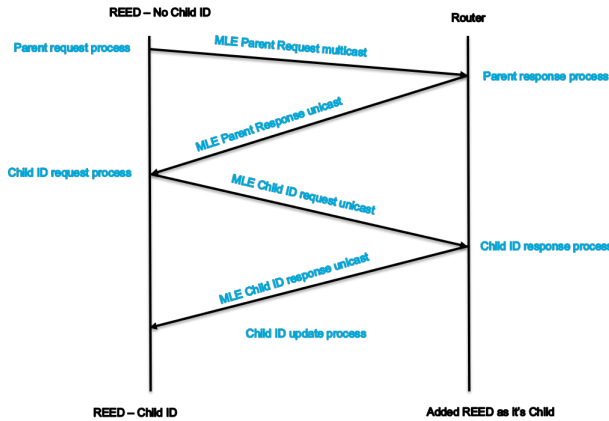 REED – No Child ID
Router
Parent request process
MLE Parent Request multicast
Parent response process
MLE Parent Response unicast
Child ID request process
MLE Child ID request unicast
Child ID response process
MLE Child ID response unicast
Child ID update process
REED – Child ID
Added REED as it's Child